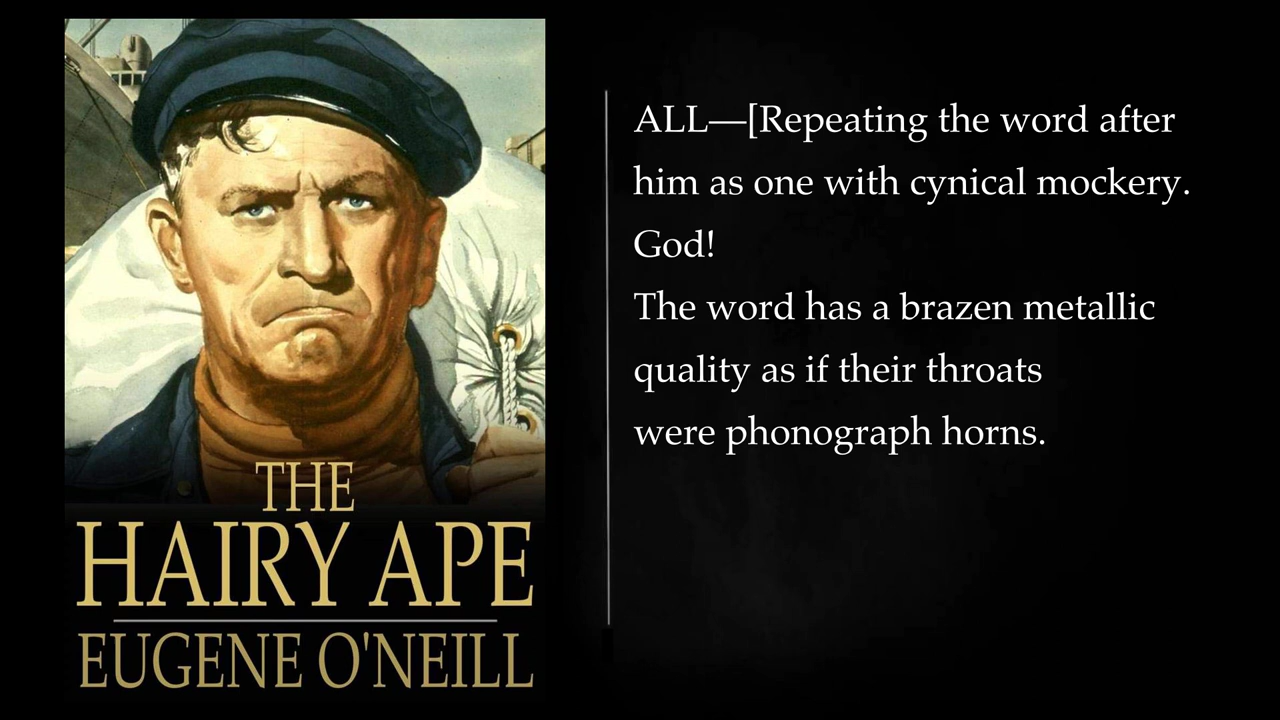 THE
HAIRY APE
EUGENE O'NEILL
ALL—[Repeating the word after
him as one with cynical mockery.
God!
The word has a brazen metallic
quality as if their throats
were phonograph horns.